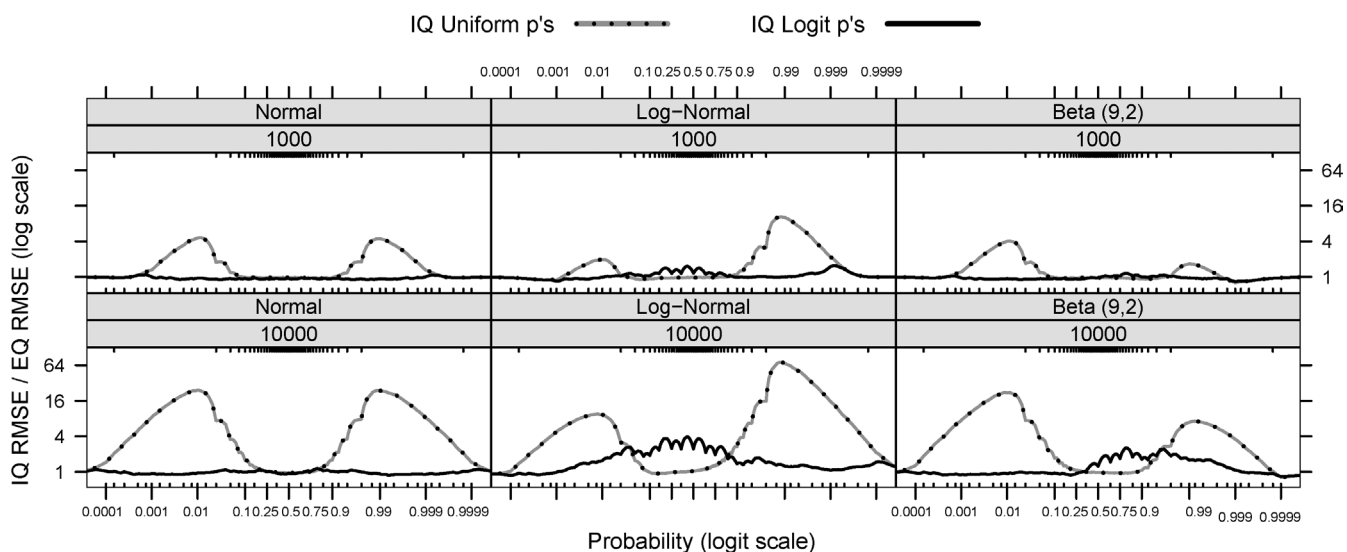 IQ Uniform p's IQ Logit p's
0.0001 0.001 0.01 0.1 0.25 0.5 0.75 0.9 0.99 0.999 0.9999
Normal Log−Normal Beta (9,2)
1000 1000 1000
64
16
4
1
IQ RMSE / EQ RMSE (log scale)
Normal Log−Normal Beta (9,2)
10000 10000 10000
64
16
4
1
0.0001 0.001 0.01 0.1 0.25 0.5 0.75 0.9 0.99 0.999 0.9999 0.0001 0.001 0.01 0.1 0.25 0.50 0.75 0.9 0.99 0.999 0.9999
Probability (logit scale)